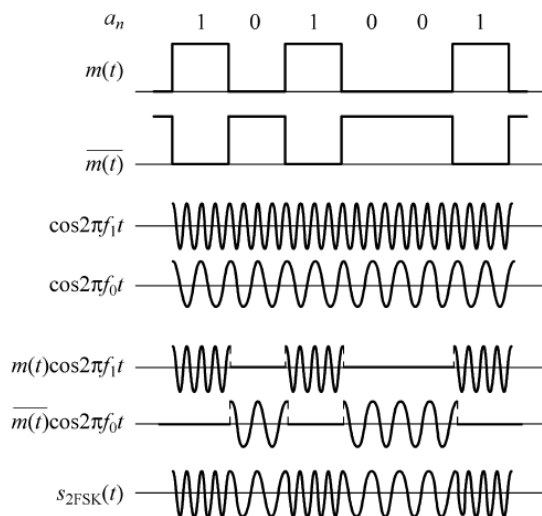 aₙ 1 0 1 0 0 1
m(t)
m̅(̅t̅)̅
cos2πf₁t
cos2πf₀t
m(t)cos2πf₁t
m̅(̅t̅)̅cos2πf₀t
s₂FSK(t)